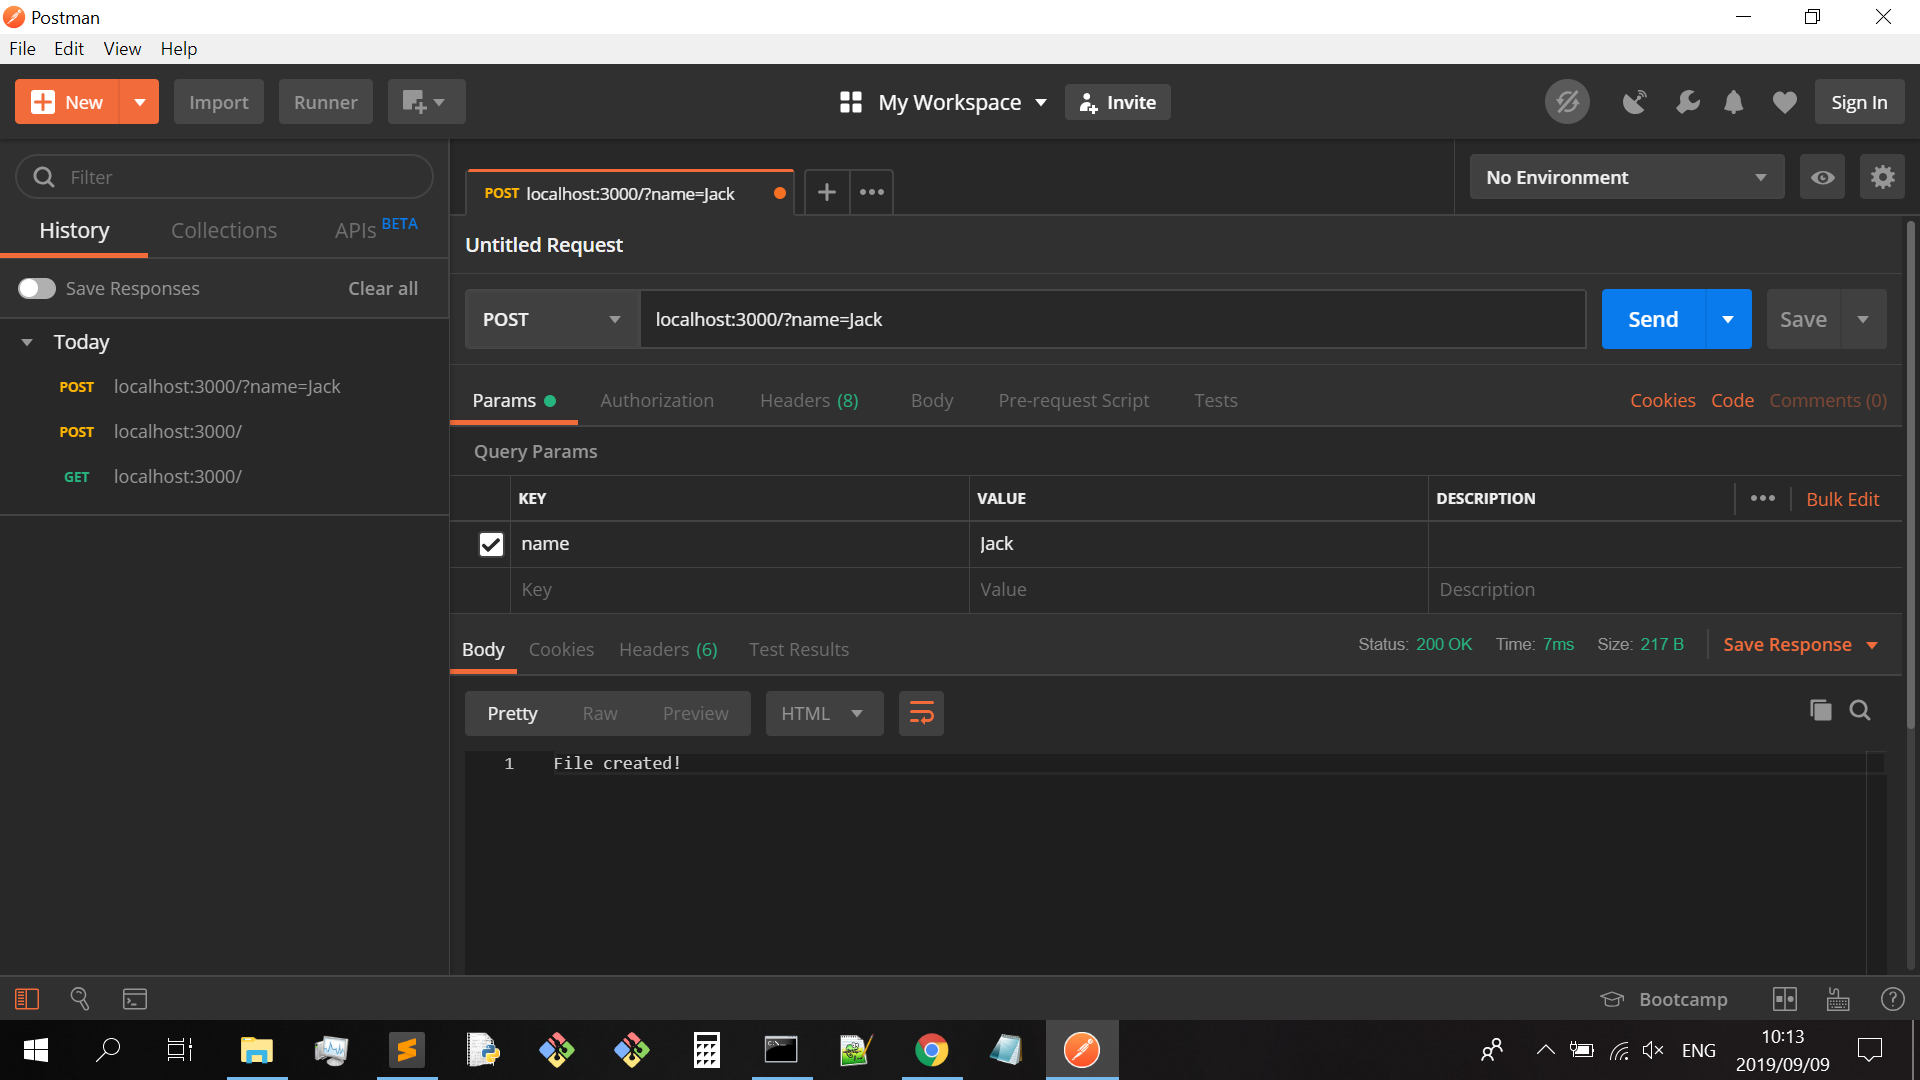 Postman
File Edit View Help
New Import Runner My Workspace Invite Sign In
Filter
History Collections APIs BETA
Save Responses Clear all
Today
POST localhost:3000/?name=Jack
POST localhost:3000/
GET localhost:3000/
POST localhost:3000/?name=Jack
No Environment
Untitled Request
POST localhost:3000/?name=Jack Send Save
Params Authorization Headers (8) Body Pre-request Script Tests Cookies Code Comments (0)
Query Params
KEY VALUE DESCRIPTION Bulk Edit
name Jack
Key Value Description
Body Cookies Headers (6) Test Results Status: 200 OK Time: 7ms Size: 217 B Save Response
Pretty Raw Preview HTML
1 File created!
Bootcamp
ENG
10:13
2019/09/09